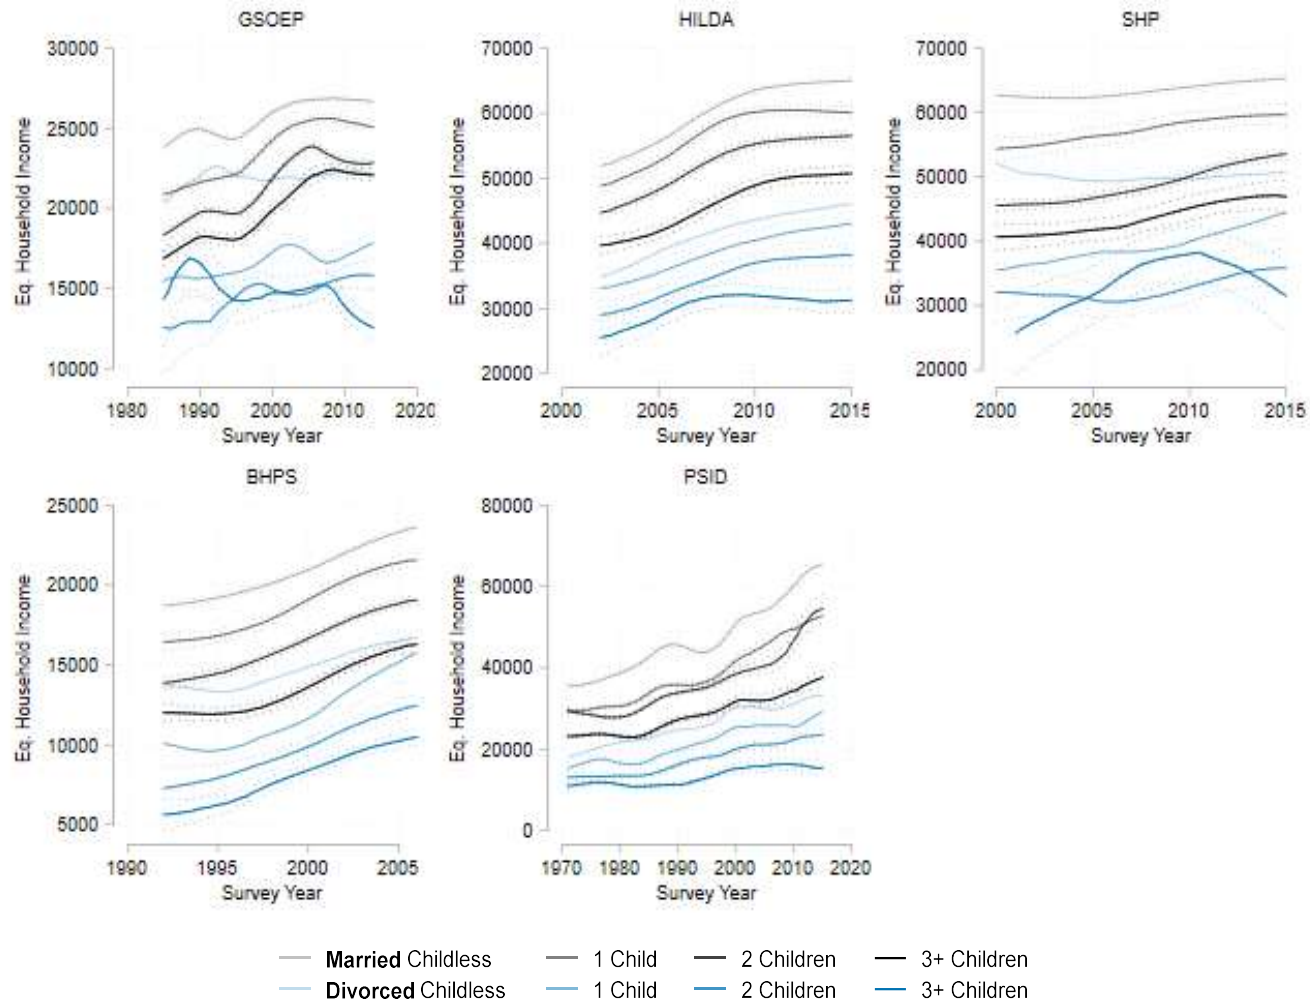 GSOEP
30000
25000
20000
15000
10000
Eq. Household Income
1980 1990 2000 2010 2020
Survey Year
HILDA
70000
60000
50000
40000
30000
20000
Eq. Household Income
2000 2005 2010 2015
Survey Year
SHP
70000
60000
50000
40000
30000
20000
Eq. Household Income
2000 2005 2010 2015
Survey Year
BHPS
25000
20000
15000
10000
5000
Eq. Household Income
1990 1995 2000 2005
Survey Year
PSID
80000
60000
40000
20000
0
Eq. Household Income
1970 1980 1990 2000 2010 2020
Survey Year
Married Childless 1 Child 2 Children 3+ Children
Divorced Childless 1 Child 2 Children 3+ Children